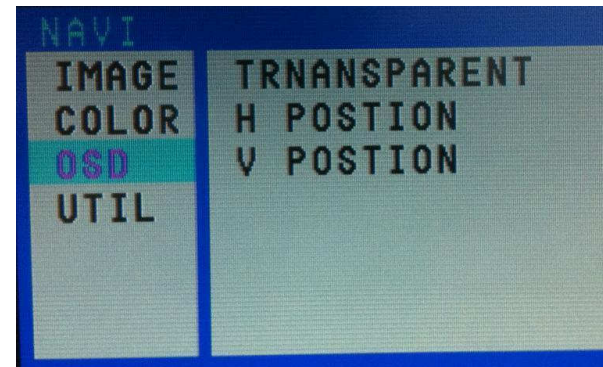 NAVI
IMAGE
COLOR
OSD
UTIL
TRNANSPARENT
H POSTION
V POSTION